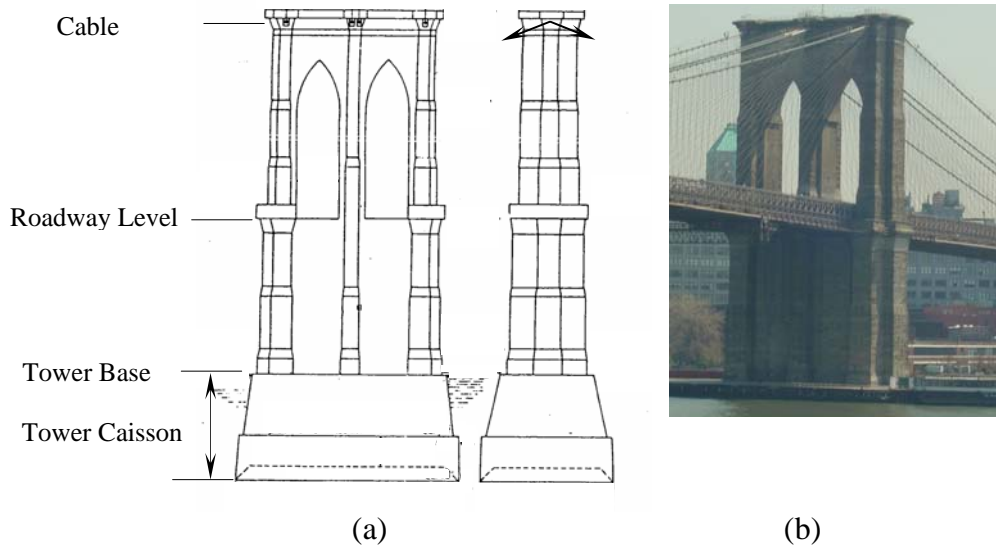 Cable
Roadway Level
Tower Base
Tower Caisson
(a)
(b)